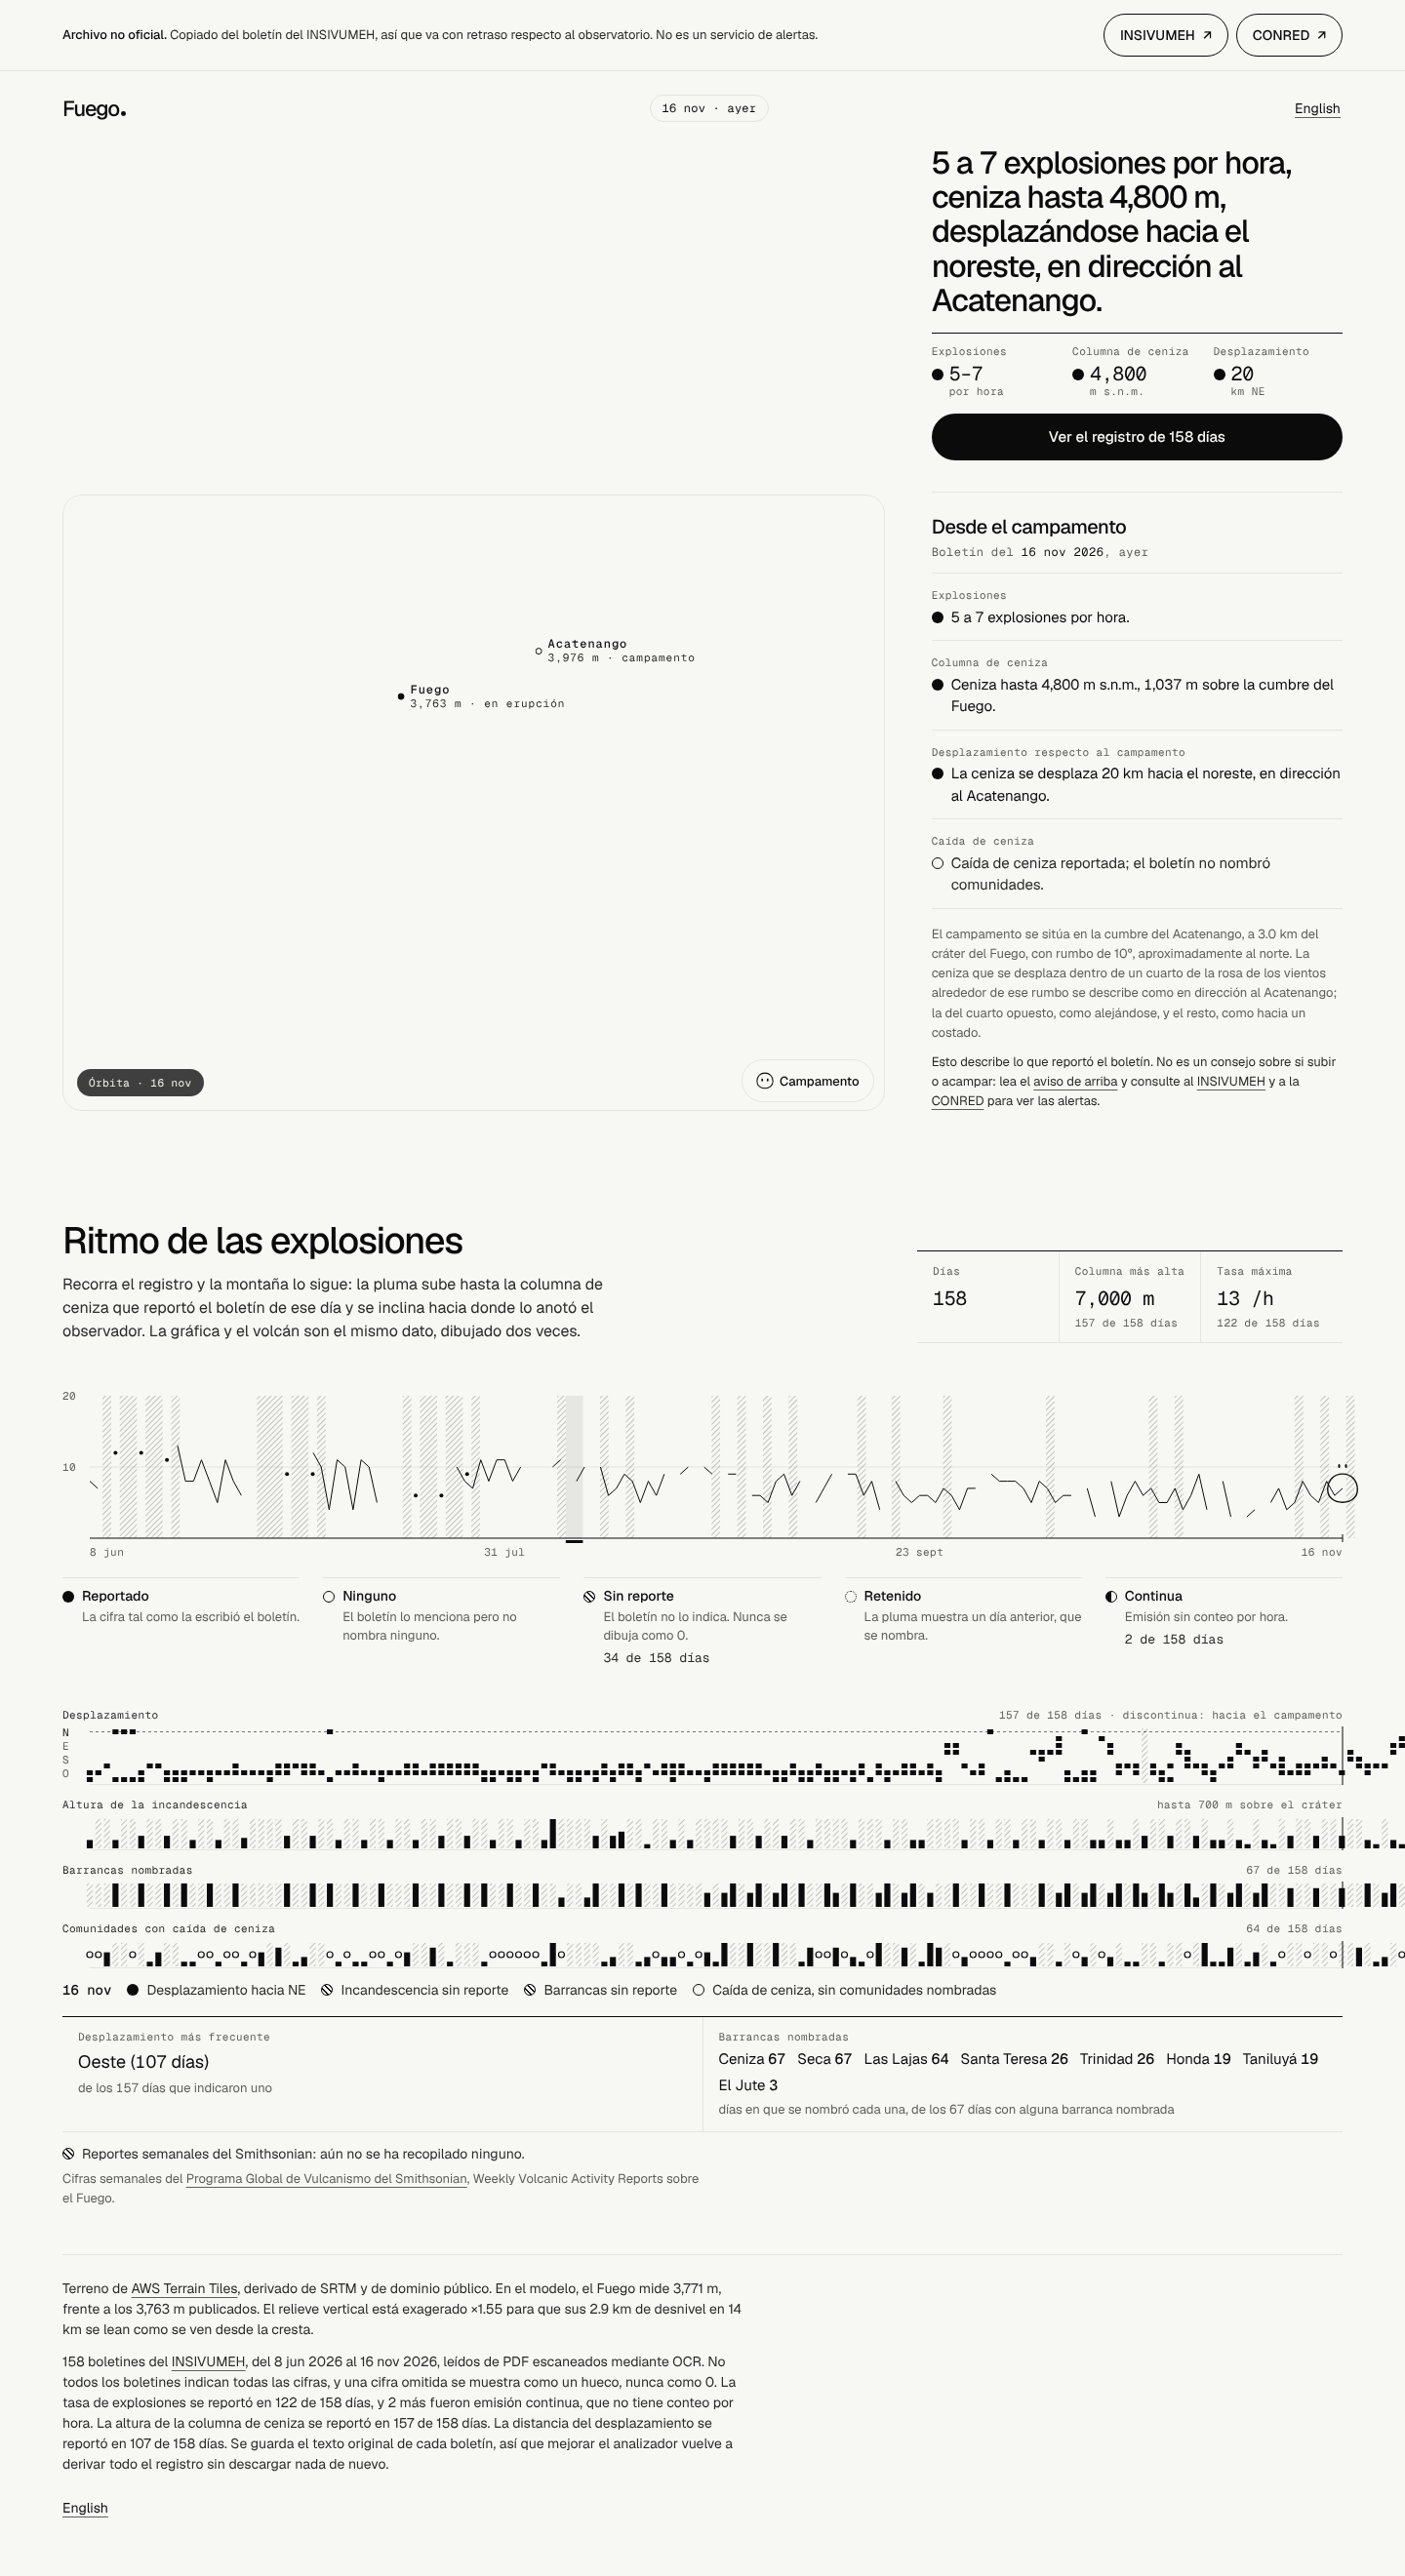 Archivo no oficial. Copiado del boletín del INSIVUMEH, así que va con retraso respecto al observatorio. No es un servicio de alertas.
INSIVUMEH
CONRED
Fuego.
16 nov · ayer
English
5 a 7 explosiones por hora,
ceniza hasta 4,800 m,
desplazándose hacia el
noreste, en dirección al
Acatenango.
Explosiones
Columna de ceniza
Desplazamiento
5–7
4,800
20
por hora
m s.n.m.
km NE
Ver el registro de 158 días
Desde el campamento
Boletín del 16 nov 2026, ayer
Explosiones
5 a 7 explosiones por hora.
Columna de ceniza
Ceniza hasta 4,800 m s.n.m., 1,037 m sobre la cumbre del
Fuego.
Desplazamiento respecto al campamento
La ceniza se desplaza 20 km hacia el noreste, en dirección
al Acatenango.
Caída de ceniza
Caída de ceniza reportada; el boletín no nombró
comunidades.
El campamento se sitúa en la cumbre del Acatenango, a 3.0 km del
cráter del Fuego, con rumbo de 10°, aproximadamente al norte. La
ceniza que se desplaza dentro de un cuarto de la rosa de los vientos
alrededor de ese rumbo se describe como en dirección al Acatenango;
la del cuarto opuesto, como alejándose, y el resto, como hacia un
costado.
Esto describe lo que reportó el boletín. No es un consejo sobre si subir
o acampar: lea el aviso de arriba y consulte al INSIVUMEH y a la
CONRED para ver las alertas.
Acatenango
3,976 m · campamento
Fuego
3,763 m · en erupción
Órbita · 16 nov
Campamento
Ritmo de las explosiones
Recorra el registro y la montaña lo sigue: la pluma sube hasta la columna de
ceniza que reportó el boletín de ese día y se inclina hacia donde lo anotó el
observador. La gráfica y el volcán son el mismo dato, dibujado dos veces.
Días
Columna más alta
Tasa máxima
158
7,000 m
13 /h
157 de 158 días
122 de 158 días
20
10
8 jun
31 jul
23 sept
16 nov
Reportado
La cifra tal como la escribió el boletín.
Ninguno
El boletín lo menciona pero no
nombra ninguno.
Sin reporte
El boletín no lo indica. Nunca se
dibuja como 0.
34 de 158 días
Retenido
La pluma muestra un día anterior, que
se nombra.
Continua
Emisión sin conteo por hora.
2 de 158 días
Desplazamiento
157 de 158 días · discontinua: hacia el campamento
N
E
S
O
Altura de la incandescencia
hasta 700 m sobre el cráter
Barrancas nombradas
67 de 158 días
Comunidades con caída de ceniza
64 de 158 días
16 nov
Desplazamiento hacia NE
Incandescencia sin reporte
Barrancas sin reporte
Caída de ceniza, sin comunidades nombradas
Desplazamiento más frecuente
Oeste (107 días)
de los 157 días que indicaron uno
Barrancas nombradas
Ceniza 67 Seca 67 Las Lajas 64 Santa Teresa 26 Trinidad 26 Honda 19 Taniluyá 19
El Jute 3
días en que se nombró cada una, de los 67 días con alguna barranca nombrada
Reportes semanales del Smithsonian: aún no se ha recopilado ninguno.
Cifras semanales del Programa Global de Vulcanismo del Smithsonian, Weekly Volcanic Activity Reports sobre
el Fuego.
Terreno de AWS Terrain Tiles, derivado de SRTM y de dominio público. En el modelo, el Fuego mide 3,771 m,
frente a los 3,763 m publicados. El relieve vertical está exagerado ×1.55 para que sus 2.9 km de desnivel en 14
km se lean como se ven desde la cresta.
158 boletines del INSIVUMEH, del 8 jun 2026 al 16 nov 2026, leídos de PDF escaneados mediante OCR. No
todos los boletines indican todas las cifras, y una cifra omitida se muestra como un hueco, nunca como 0. La
tasa de explosiones se reportó en 122 de 158 días, y 2 más fueron emisión continua, que no tiene conteo por
hora. La altura de la columna de ceniza se reportó en 157 de 158 días. La distancia del desplazamiento se
reportó en 107 de 158 días. Se guarda el texto original de cada boletín, así que mejorar el analizador vuelve a
derivar todo el registro sin descargar nada de nuevo.
English